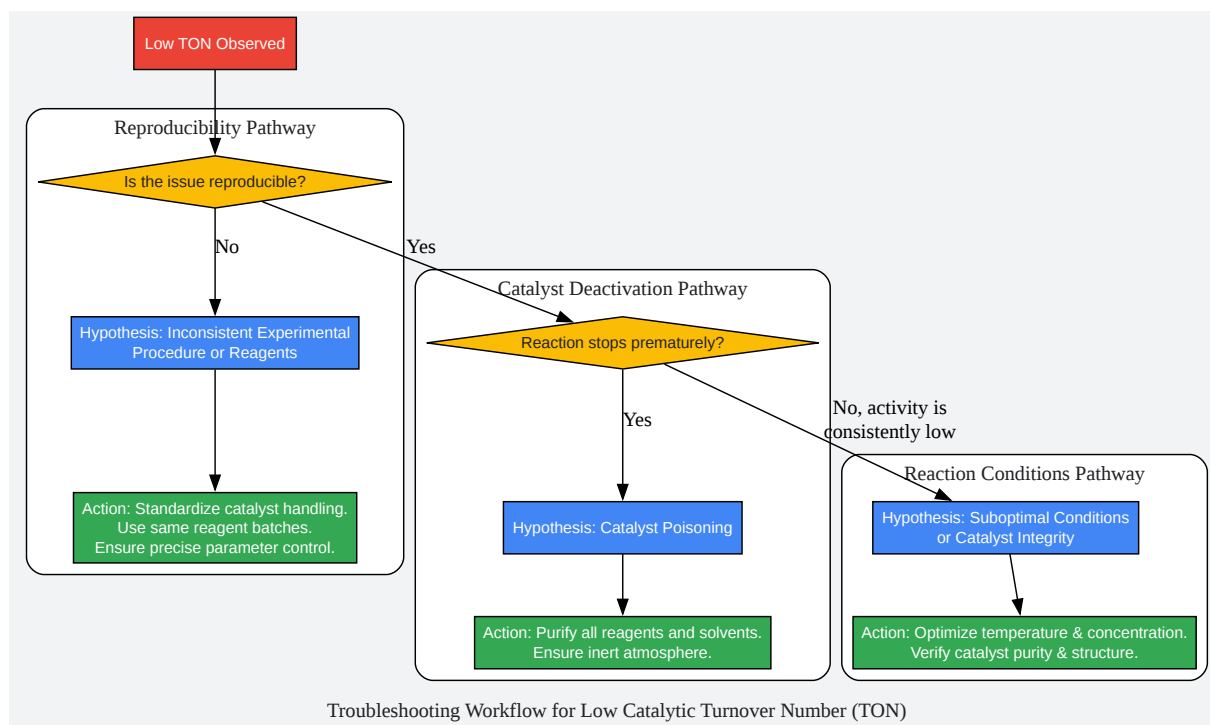 Low TON Observed
Reproducibility Pathway
Is the issue reproducible?
No
Yes
Hypothesis: Inconsistent Experimental
Procedure or Reagents
Action: Standardize catalyst handling.
Use same reagent batches.
Ensure precise parameter control.
Catalyst Deactivation Pathway
Reaction stops prematurely?
Yes
No, activity is
consistently low
Hypothesis: Catalyst Poisoning
Action: Purify all reagents and solvents.
Ensure inert atmosphere.
Reaction Conditions Pathway
Hypothesis: Suboptimal Conditions
or Catalyst Integrity
Action: Optimize temperature & concentration.
Verify catalyst purity & structure.
Troubleshooting Workflow for Low Catalytic Turnover Number (TON)